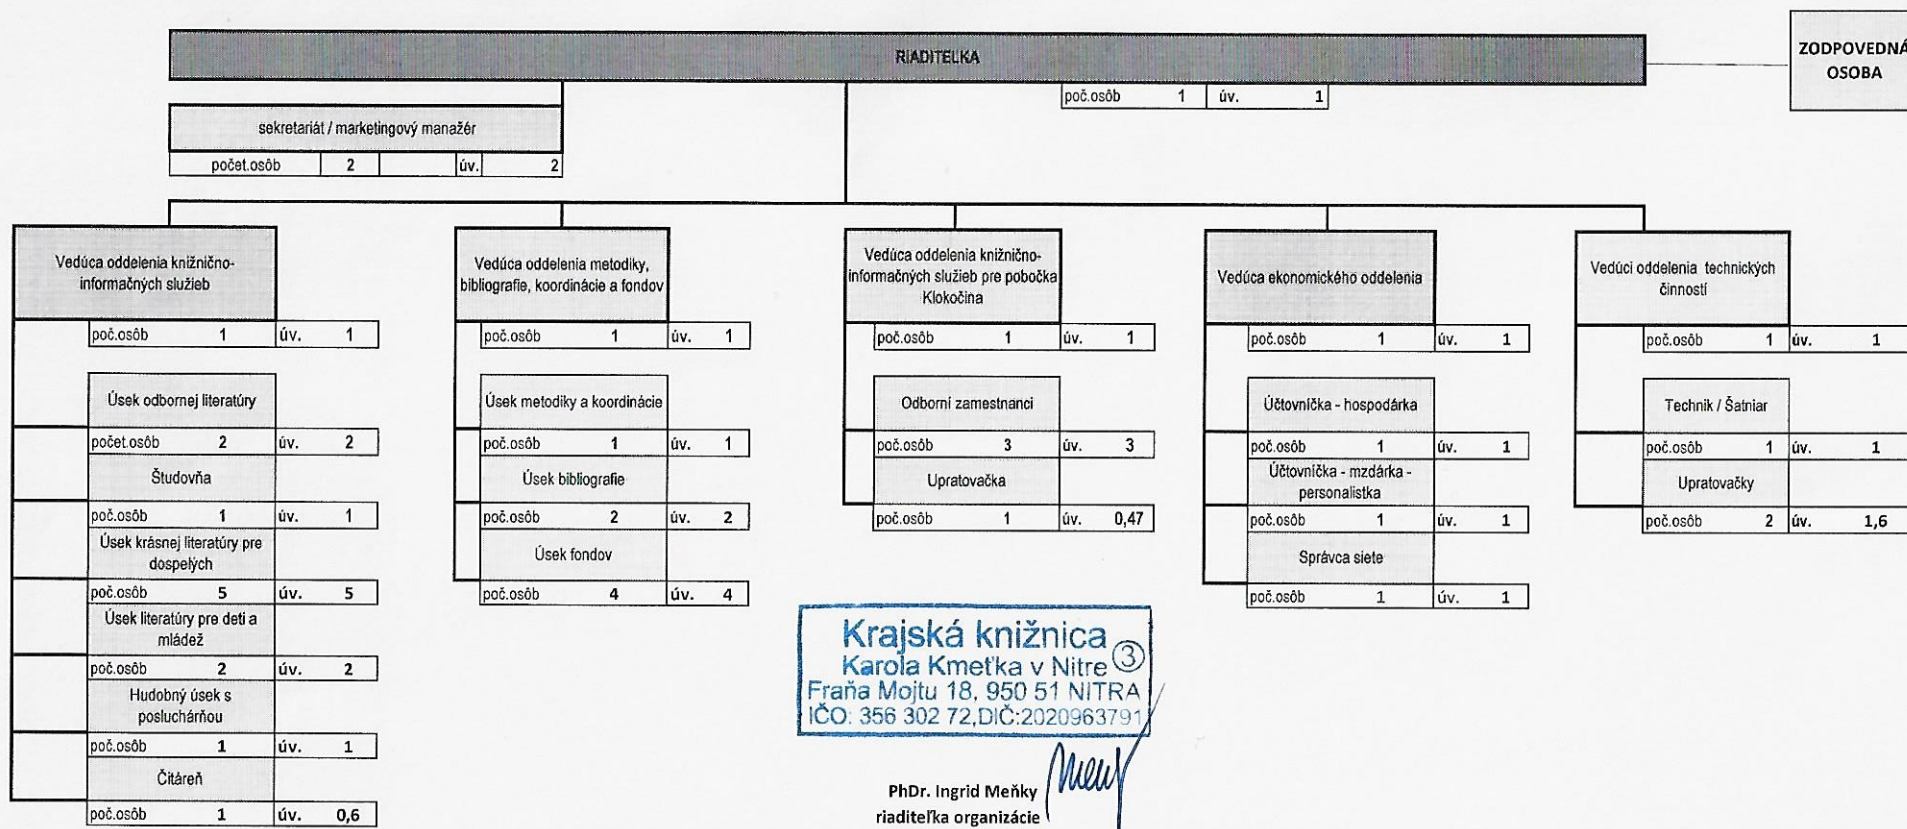 RIADITELKA
ZODPOVEDNÁ
OSOBA
poč.osôb 1 úv. 1
sekretariát / marketingový manažér
počet.osôb 2 úv. 2
Vedúca oddelenia knižnično-
informačných služieb
poč.osôb 1 úv. 1
Úsek odbornej literatúry
počet.osôb 2 úv. 2
Študovňa
poč.osôb 1 úv. 1
Úsek krásnej literatúry pre
dospelých
poč.osôb 5 úv. 5
Úsek literatúry pre deti a
mládež
poč.osôb 2 úv. 2
Hudobný úsek s
posluchárňou
poč.osôb 1 úv. 1
Čitáreň
poč.osôb 1 úv. 0,6
Vedúca oddelenia metodiky,
bibliografie, koordinácie a fondov
poč.osôb 1 úv. 1
Úsek metodiky a koordinácie
poč.osôb 1 úv. 1
Úsek bibliografie
poč.osôb 2 úv. 2
Úsek fondov
poč.osôb 4 úv. 4
Vedúca oddelenia knižnično-
informačných služieb pre pobočka
Klokočina
poč.osôb 1 úv. 1
Odborní zamestnanci
poč.osôb 3 úv. 3
Upratovačka
poč.osôb 1 úv. 0,47
Vedúca ekonomického oddelenia
poč.osôb 1 úv. 1
Účtovníčka - hospodárka
poč.osôb 1 úv. 1
Účtovníčka - mzdárka -
personalistka
poč.osôb 1 úv. 1
Správca siete
poč.osôb 1 úv. 1
Vedúci oddelenia technických
činností
poč.osôb 1 úv. 1
Technik / Šatniar
poč.osôb 1 úv. 1
Upratovačky
poč.osôb 2 úv. 1,6
Krajská knižnica
Karola Kmeťka v Nitre 3
Fraňa Mojtu 18, 950 51 NITRA
IČO: 356 302 72,DIČ:2020963791
PhDr. Ingrid Meňky
riaditeľka organizácie